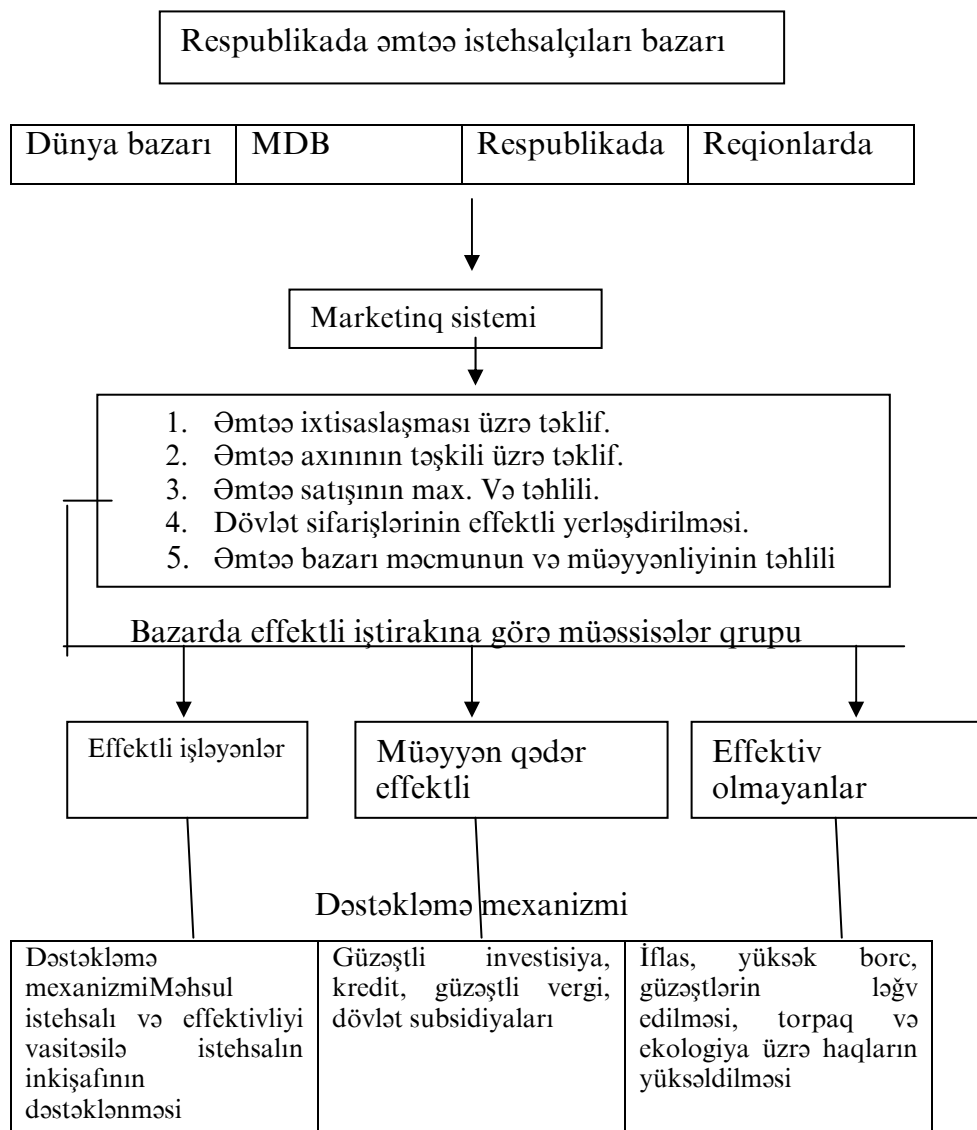 Respublikada əmtəə istehsalçıları bazarı
Dünya bazarı MDB Respublikada Reqionlarda
Marketinq sistemi
1. Əmtəə ixtisaslaşması üzrə təklif.
2. Əmtəə axınının təşkili üzrə təklif.
3. Əmtəə satışının max. Və təhlili.
4. Dövlət sifarişlərinin effektli yerləşdirilməsi.
5. Əmtəə bazarı məcmunun və müəyyənliyinin təhlili
Bazarda effektli iştirakına görə müəssisələr qrupu
Effektli işləyənlər
Müəyyən qədər
effektli
Effektiv
olmayanlar
Dəstəkləmə mexanizmi
Dəstəkləmə
mexanizmiMəhsul
istehsalı və effektivliyi
vasitəsilə istehsalın
inkişafının
dəstəklənməsi
Güzəştli investisiya,
kredit, güzəştli vergi,
dövlət subsidiyaları
İflas, yüksək borc,
güzəştlərin ləğv
edilməsi, torpaq və
ekologiya üzrə haqların
yüksəldilməsi